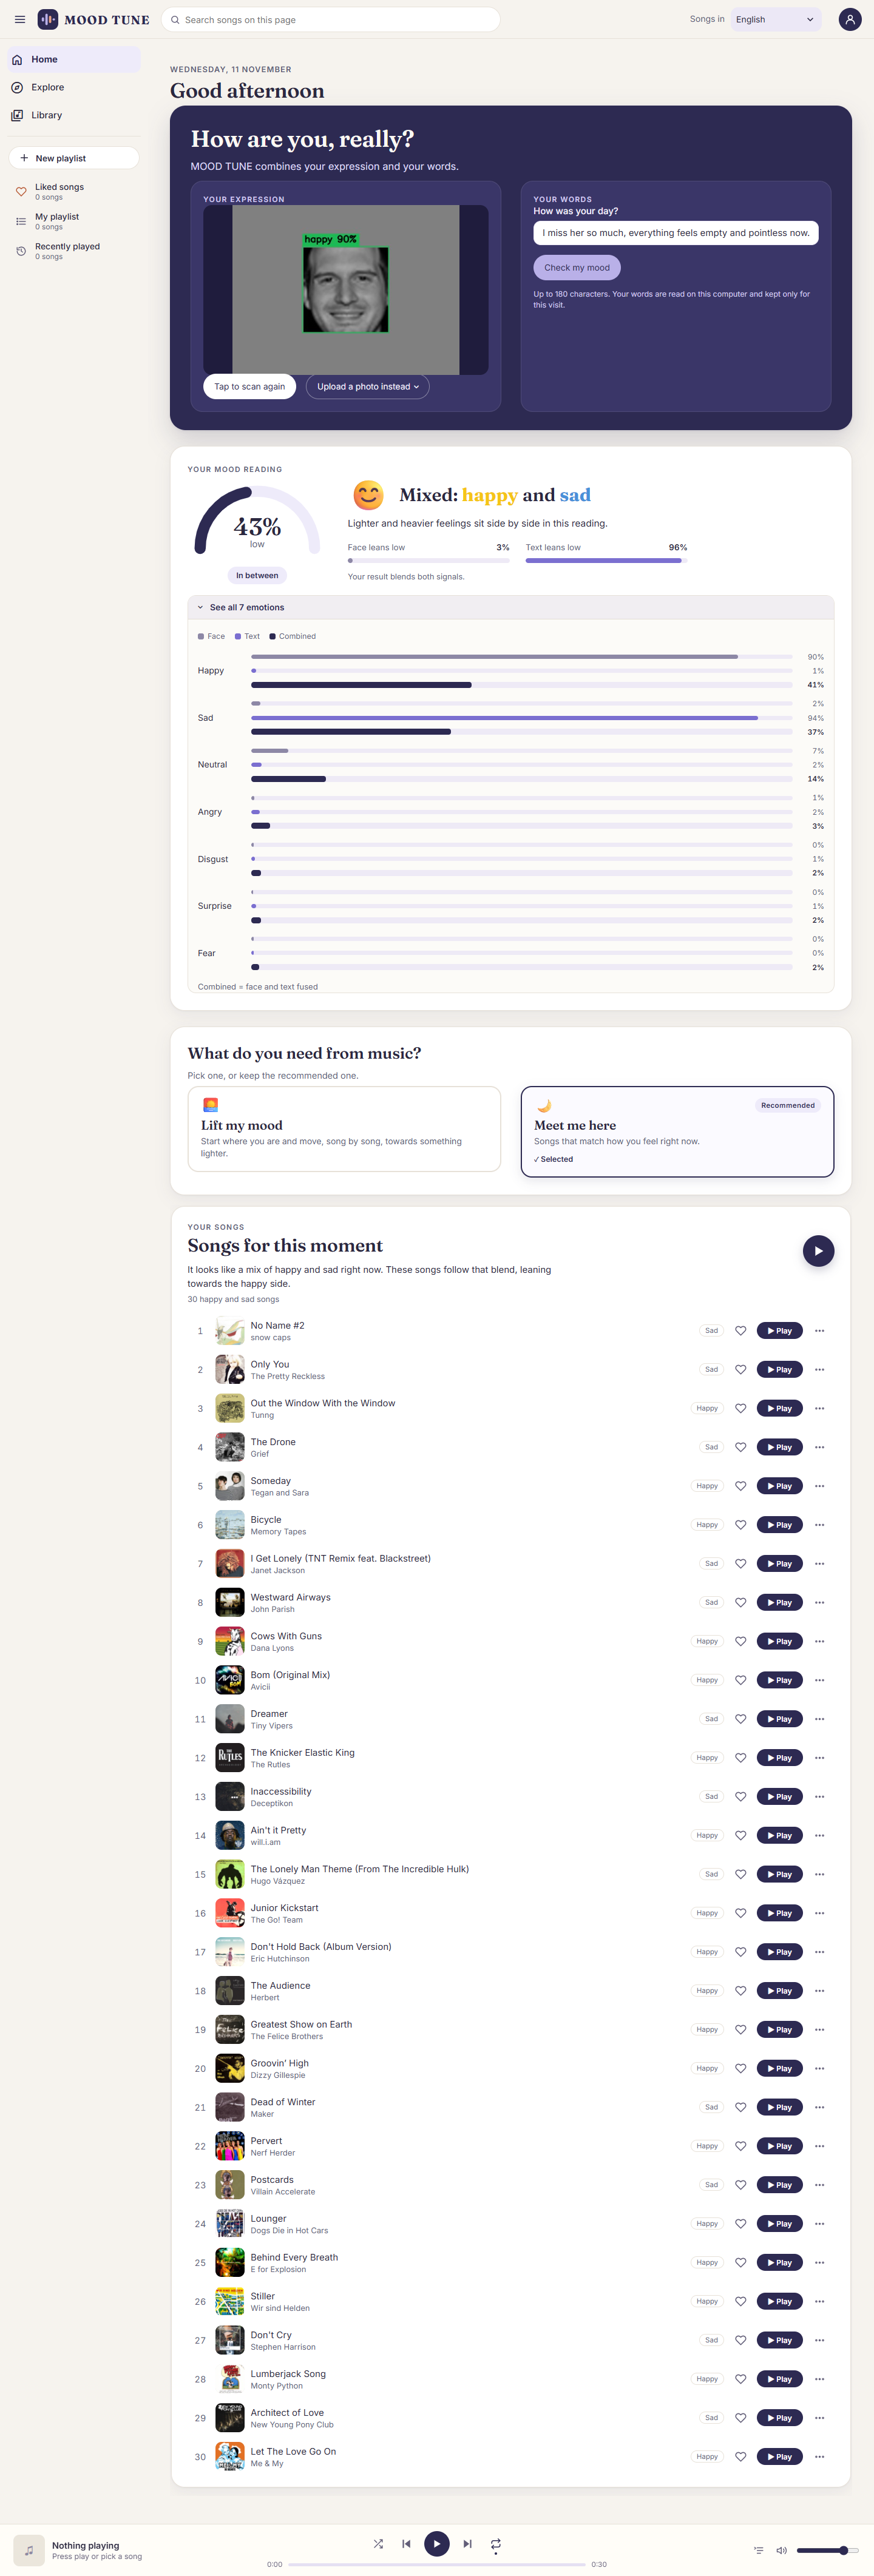 MOOD TUNE
Search songs on this page
Songs in
English
Home
Explore
Library
New playlist
Liked songs
0 songs
My playlist
0 songs
Recently played
0 songs
WEDNESDAY, 11 NOVEMBER
Good afternoon
How are you, really?
MOOD TUNE combines your expression and your words.
YOUR EXPRESSION
happy 90%
Tap to scan again
Upload a photo instead
YOUR WORDS
How was your day?
I miss her so much, everything feels empty and pointless now.
Check my mood
Up to 180 characters. Your words are read on this computer and kept only for
this visit.
YOUR MOOD READING
43%
low
In between
Mixed: happy and sad
Lighter and heavier feelings sit side by side in this reading.
Face leans low 3%
Text leans low 96%
Your result blends both signals.
See all 7 emotions
Face Text Combined
Happy
90%
1%
41%
Sad
2%
94%
37%
Neutral
7%
2%
14%
Angry
1%
2%
3%
Disgust
0%
1%
2%
Surprise
0%
1%
2%
Fear
0%
0%
2%
Combined = face and text fused
What do you need from music?
Pick one, or keep the recommended one.
Lift my mood
Start where you are and move, song by song, towards something
lighter.
Recommended
Meet me here
Songs that match how you feel right now.
✓ Selected
YOUR SONGS
Songs for this moment
It looks like a mix of happy and sad right now. These songs follow that blend, leaning
towards the happy side.
30 happy and sad songs
1 No Name #2 Sad Play
snow caps
2 Only You Sad Play
The Pretty Reckless
3 Out the Window With the Window Happy Play
Tunng
4 The Drone Sad Play
Grief
5 Someday Happy Play
Tegan and Sara
6 Bicycle Happy Play
Memory Tapes
7 I Get Lonely (TNT Remix feat. Blackstreet) Sad Play
Janet Jackson
8 Westward Airways Sad Play
John Parish
9 Cows With Guns Happy Play
Dana Lyons
10 Bom (Original Mix) Happy Play
Avicii
11 Dreamer Sad Play
Tiny Vipers
12 The Knicker Elastic King Happy Play
The Rutles
13 Inaccessibility Sad Play
Deceptikon
14 Ain't it Pretty Happy Play
will.i.am
15 The Lonely Man Theme (From The Incredible Hulk) Sad Play
Hugo Vázquez
16 Junior Kickstart Happy Play
The Go! Team
17 Don't Hold Back (Album Version) Happy Play
Eric Hutchinson
18 The Audience Happy Play
Herbert
19 Greatest Show on Earth Happy Play
The Felice Brothers
20 Groovin' High Happy Play
Dizzy Gillespie
21 Dead of Winter Sad Play
Maker
22 Pervert Happy Play
Nerf Herder
23 Postcards Sad Play
Villain Accelerate
24 Lounger Happy Play
Dogs Die in Hot Cars
25 Behind Every Breath Happy Play
E for Explosion
26 Stiller Happy Play
Wir sind Helden
27 Don't Cry Sad Play
Stephen Harrison
28 Lumberjack Song Happy Play
Monty Python
29 Architect of Love Sad Play
New Young Pony Club
30 Let The Love Go On Happy Play
Me & My
Nothing playing
Press play or pick a song
0:00
0:30